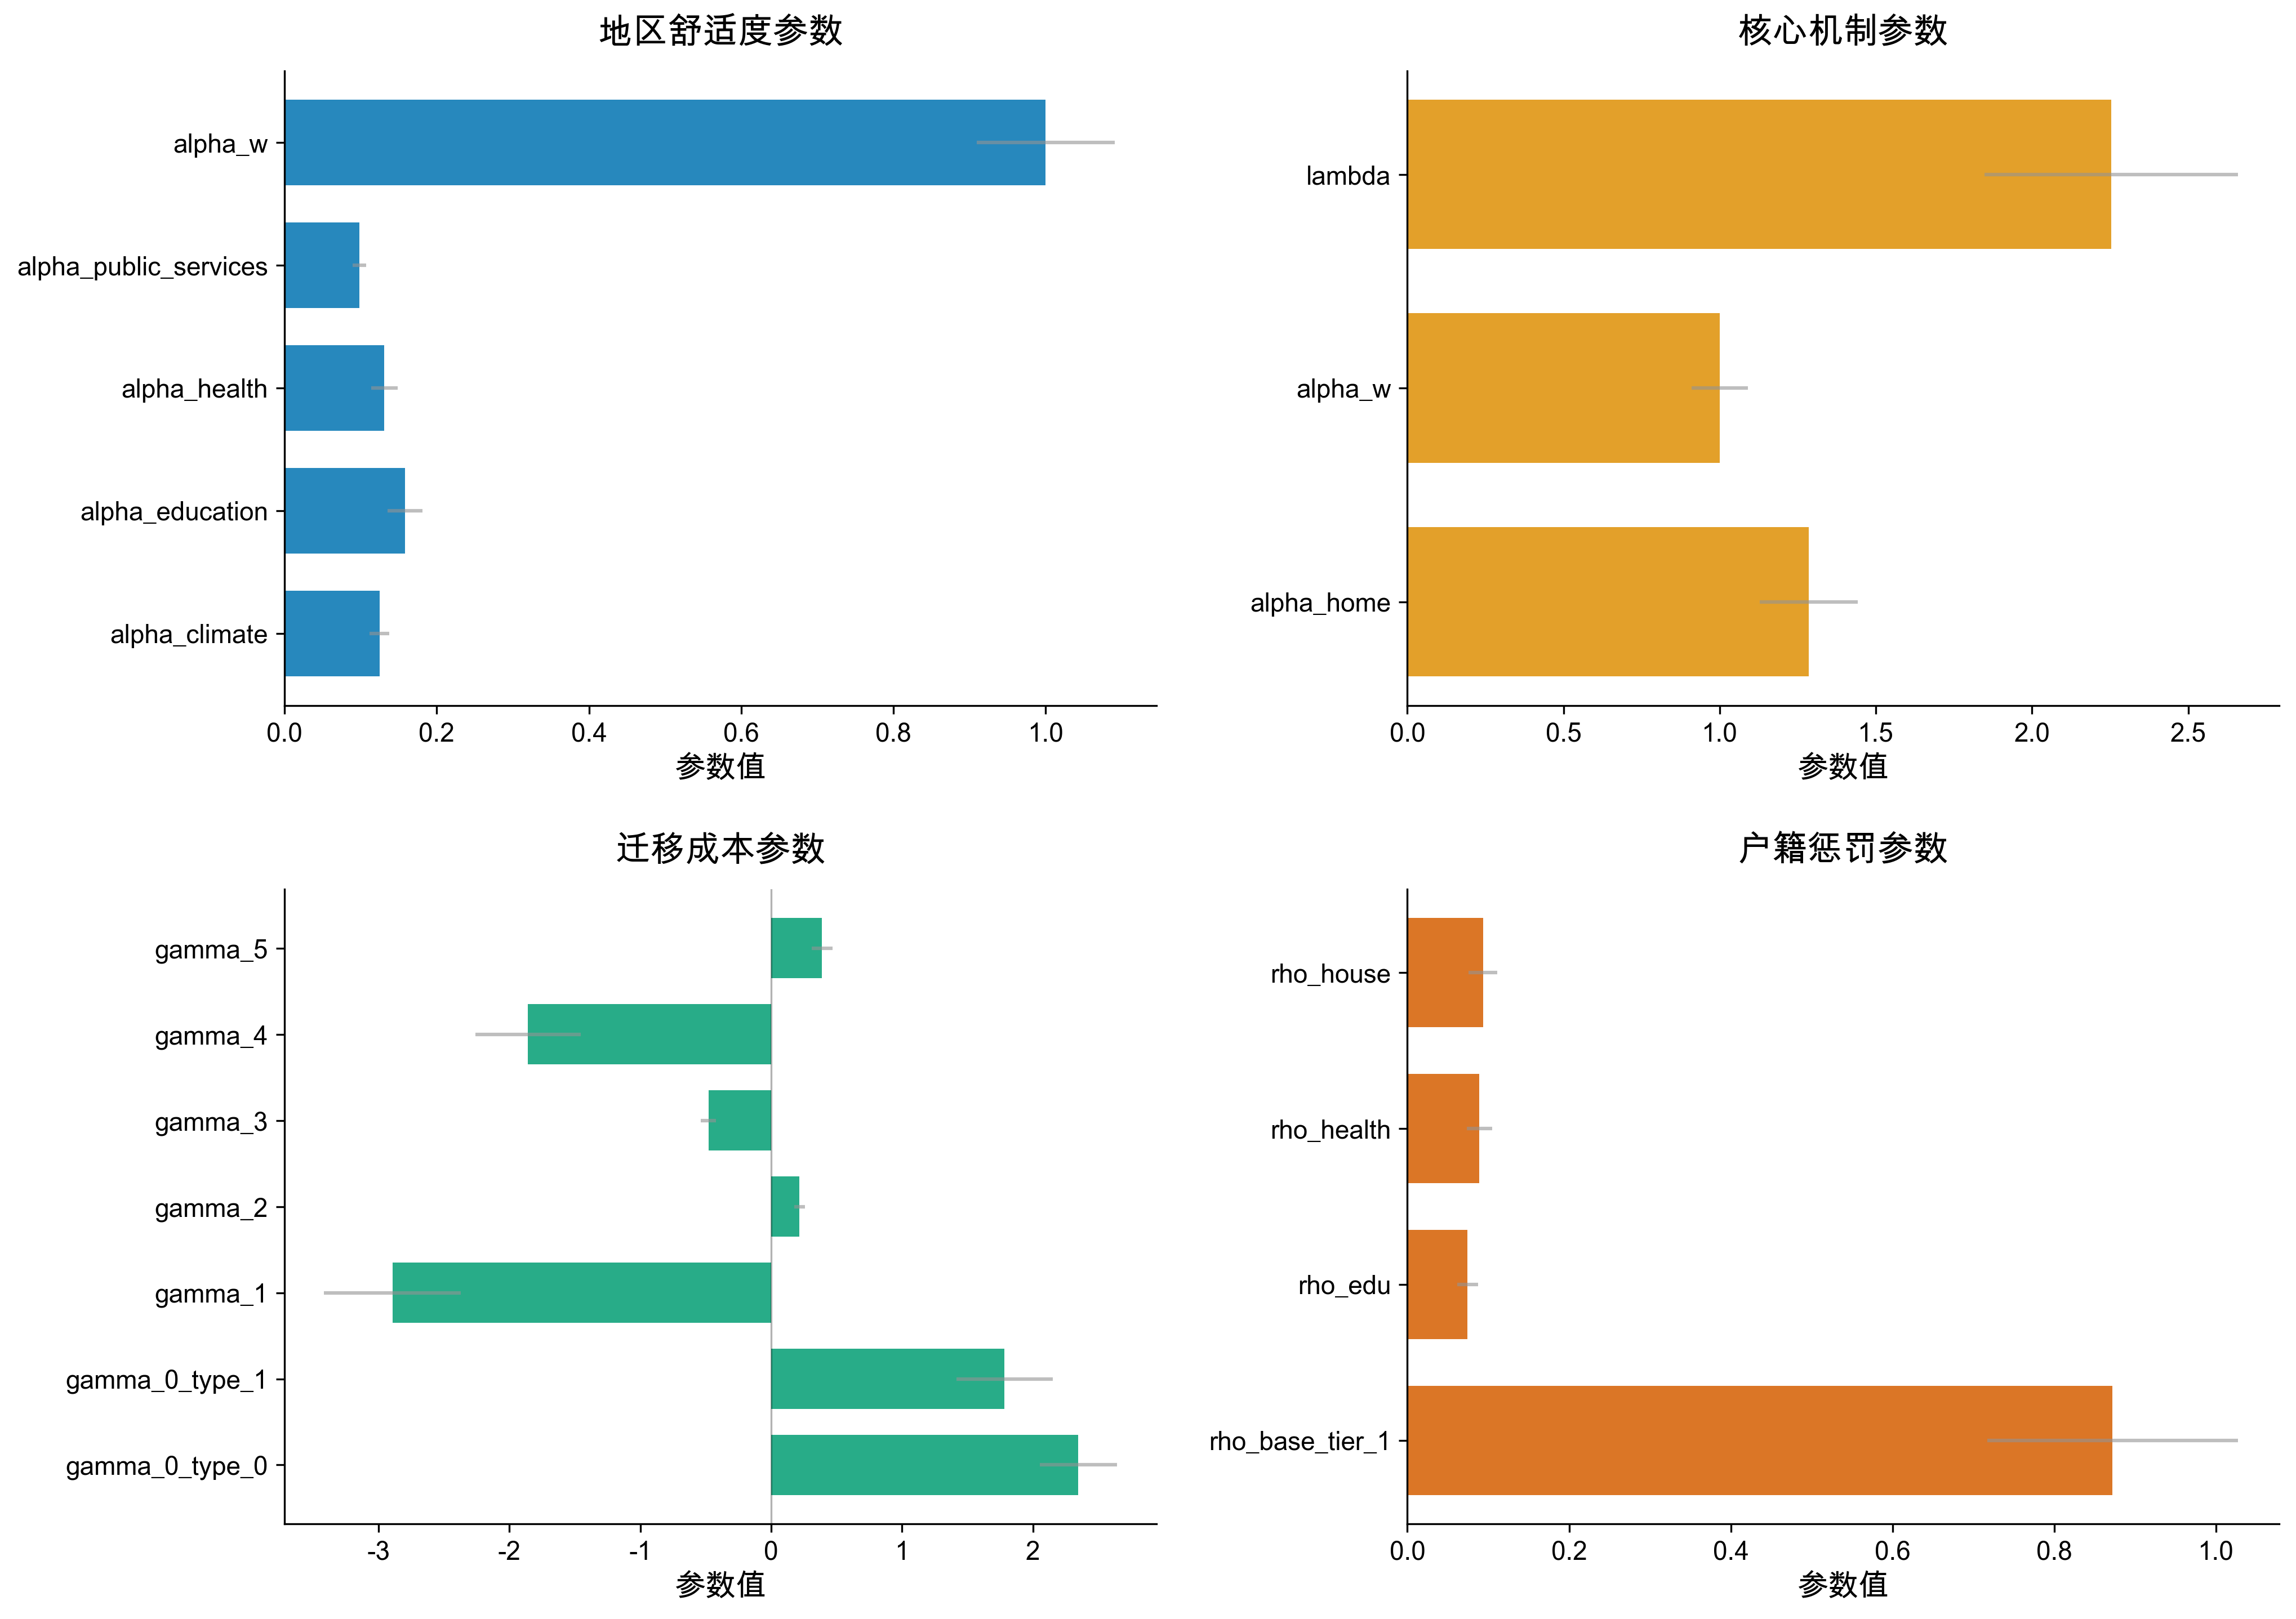 地区舒适度参数
alpha_w
alpha_public_services
alpha_health
alpha_education
alpha_climate
0.0 0.2 0.4 0.6 0.8 1.0
参数值
核心机制参数
lambda
alpha_w
alpha_home
0.0 0.5 1.0 1.5 2.0 2.5
参数值
迁移成本参数
gamma_5
gamma_4
gamma_3
gamma_2
gamma_1
gamma_0_type_1
gamma_0_type_0
-3 -2 -1 0 1 2
参数值
户籍惩罚参数
rho_house
rho_health
rho_edu
rho_base_tier_1
0.0 0.2 0.4 0.6 0.8 1.0
参数值